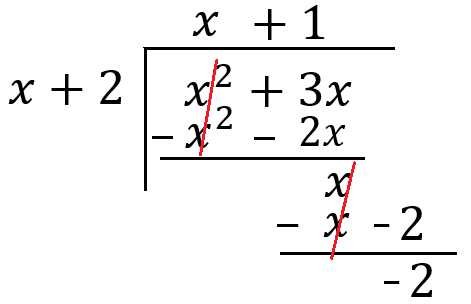 x + 1
x + 2 x² + 3x
- x² - 2x
x
- x - 2
- 2